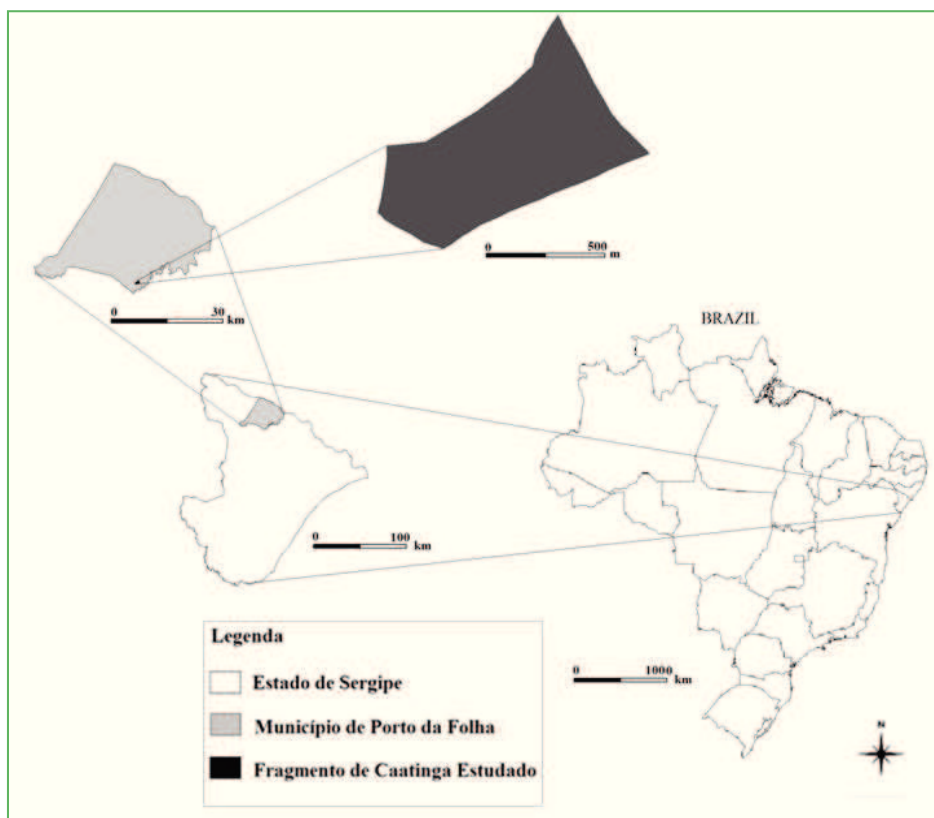 0 500
m
0 30
km
BRAZIL
0 100
km
Legenda
Estado de Sergipe
Município de Porto da Folha
Fragmento de Caatinga Estudado
0 1000
km
N